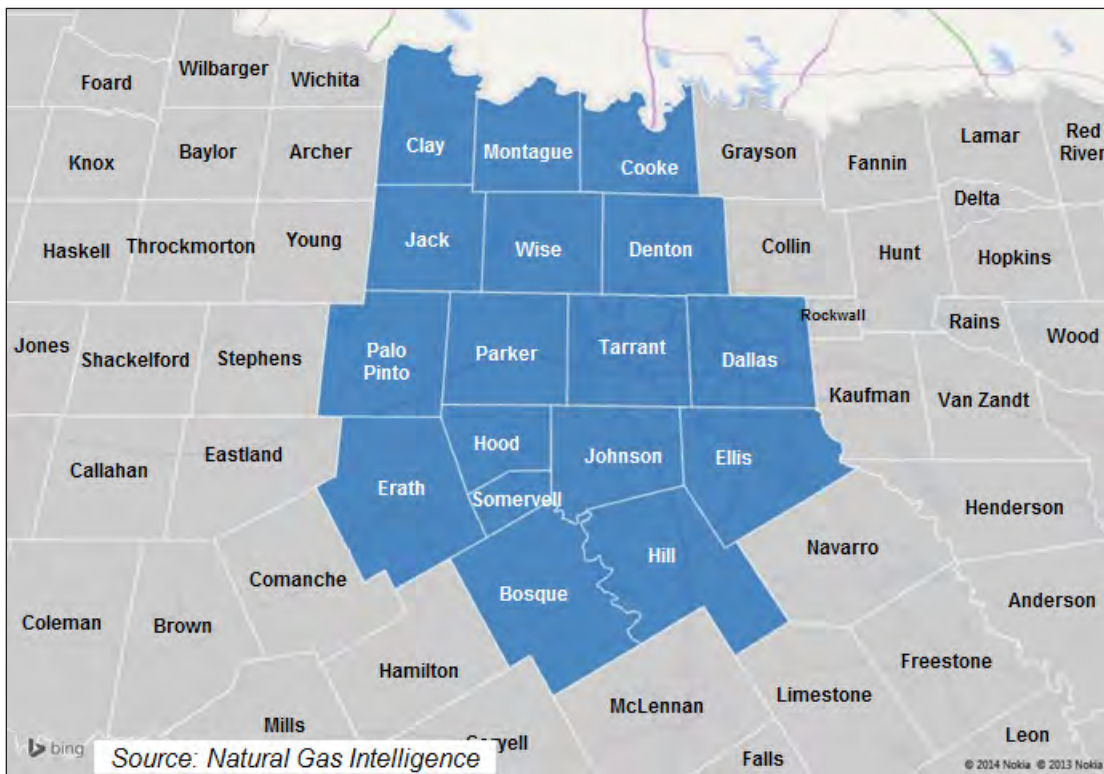 Foard
Wilbarger
Wichita
Knox
Baylor
Archer
Clay
Montague
Cooke
Grayson
Fannin
Lamar
Red
River
Delta
Haskell
Throckmorton
Young
Jack
Wise
Denton
Collin
Hunt
Hopkins
Rockwall
Rains
Wood
Jones
Shackelford
Stephens
Palo
Pinto
Parker
Tarrant
Dallas
Kaufman
Van Zandt
Callahan
Eastland
Erath
Hood
Somervell
Johnson
Ellis
Henderson
Navarro
Comanche
Bosque
Hill
Anderson
Coleman
Brown
Hamilton
Freestone
McLennan
Limestone
Mills
Leon
Falls
bing
Source: Natural Gas Intelligence
© 2014 Nokia © 2013 Nokia